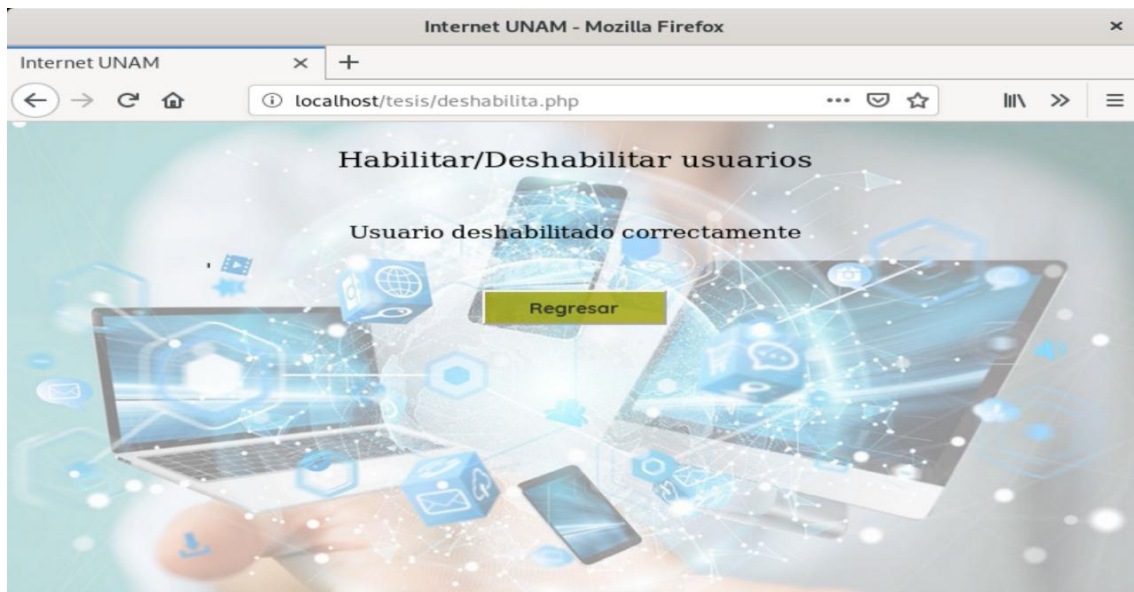 Internet UNAM - Mozilla Firefox
Internet UNAM
localhost/tesis/deshabilita.php
Habilitar/Deshabilitar usuarios
Usuario deshabilitado correctamente
Regresar